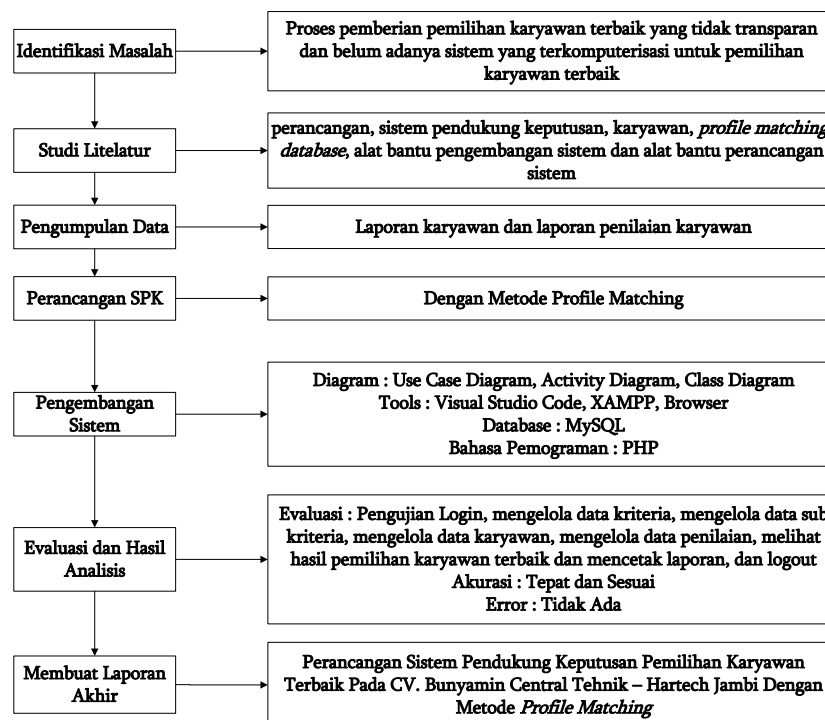 Identifikasi Masalah
Proses pemberian pemilihan karyawan terbaik yang tidak transparan
dan belum adanya sistem yang terkomputerisasi untuk pemilihan
karyawan terbaik
Studi Litelatur
perancangan, sistem pendukung keputusan, karyawan, profile matching
database, alat bantu pengembangan sistem dan alat bantu perancangan
sistem
Pengumpulan Data
Laporan karyawan dan laporan penilaian karyawan
Perancangan SPK
Dengan Metode Profile Matching
Pengembangan
Sistem
Diagram : Use Case Diagram, Activity Diagram, Class Diagram
Tools : Visual Studio Code, XAMPP, Browser
Database : MySQL
Bahasa Pemograman : PHP
Evaluasi dan Hasil
Analisis
Evaluasi : Pengujian Login, mengelola data kriteria, mengelola data sub
kriteria, mengelola data karyawan, mengelola data penilaian, melihat
hasil pemilihan karyawan terbaik dan mencetak laporan, dan logout
Akurasi : Tepat dan Sesuai
Error : Tidak Ada
Membuat Laporan
Akhir
Perancangan Sistem Pendukung Keputusan Pemilihan Karyawan
Terbaik Pada CV. Bunyamin Central Tehnik – Hartech Jambi Dengan
Metode Profile Matching